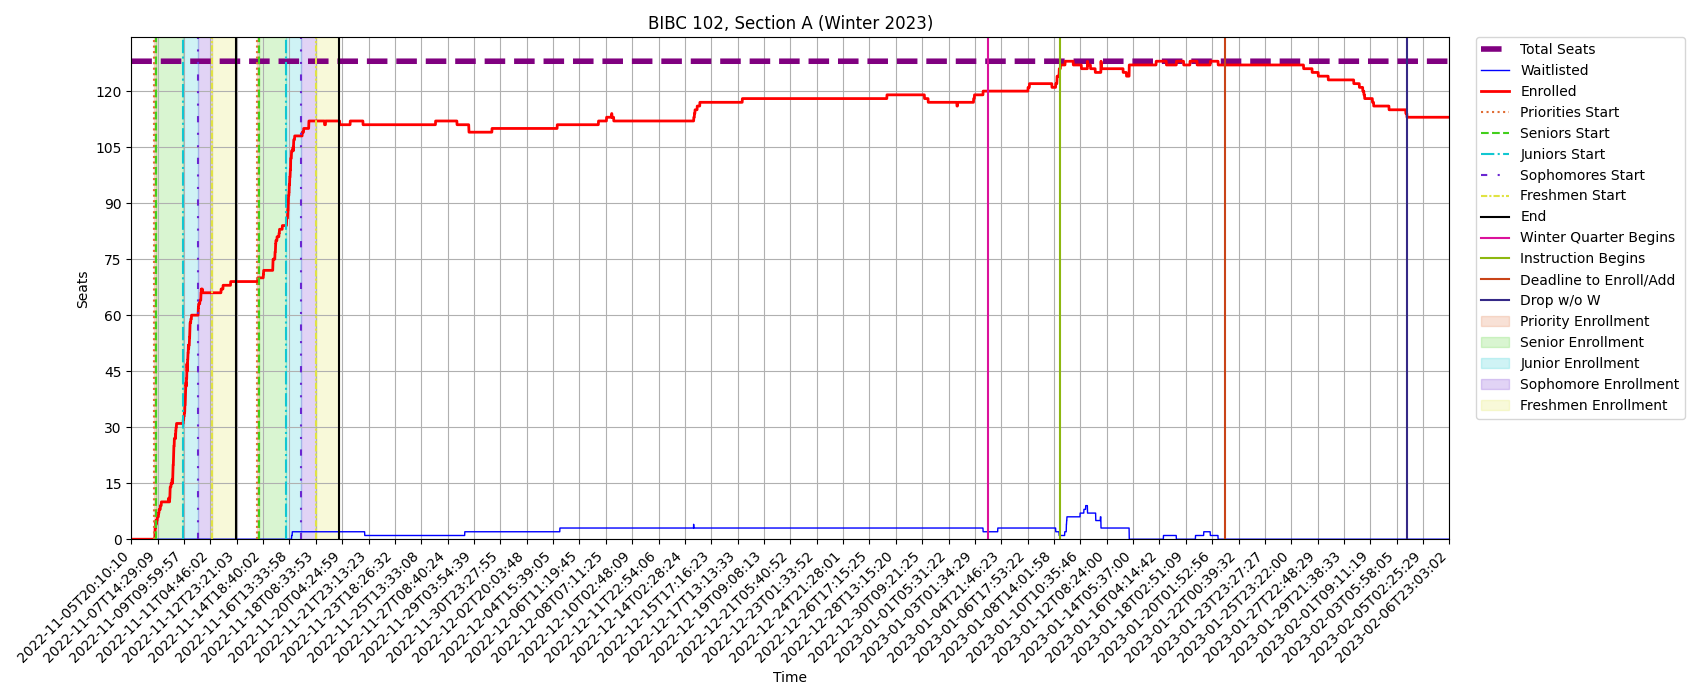 BIBC 102, Section A (Winter 2023)
Seats
120
105
90
75
60
45
30
15
0
2022-11-05T20:10:10
2022-11-07T14:29:09
2022-11-09T09:59:57
2022-11-11T04:46:02
2022-11-12T23:21:03
2022-11-14T18:40:02
2022-11-16T13:33:58
2022-11-18T08:33:53
2022-11-20T04:24:59
2022-11-21T23:13:23
2022-11-23T18:26:32
2022-11-25T13:33:08
2022-11-27T08:40:24
2022-11-29T03:54:39
2022-11-30T23:27:55
2022-12-02T20:03:48
2022-12-04T15:39:05
2022-12-06T11:19:45
2022-12-08T07:11:25
2022-12-10T02:48:09
2022-12-11T22:54:06
2022-12-14T02:28:24
2022-12-15T17:16:23
2022-12-17T13:13:33
2022-12-19T09:08:13
2022-12-21T05:40:52
2022-12-23T01:33:52
2022-12-24T21:28:01
2022-12-26T17:15:25
2022-12-28T13:15:20
2022-12-30T09:21:25
2023-01-01T05:31:22
2023-01-03T01:34:29
2023-01-04T21:46:23
2023-01-06T17:53:22
2023-01-08T14:01:58
2023-01-10T10:35:46
2023-01-12T08:24:00
2023-01-14T05:37:00
2023-01-16T04:14:42
2023-01-18T02:51:09
2023-01-20T01:52:56
2023-01-22T00:39:32
2023-01-23T23:27:27
2023-01-25T23:22:00
2023-01-27T22:48:29
2023-01-29T21:38:33
2023-02-01T09:11:19
2023-02-03T05:58:05
2023-02-05T02:25:29
2023-02-06T23:03:02
Time
Total Seats
Waitlisted
Enrolled
Priorities Start
Seniors Start
Juniors Start
Sophomores Start
Freshmen Start
End
Winter Quarter Begins
Instruction Begins
Deadline to Enroll/Add
Drop w/o W
Priority Enrollment
Senior Enrollment
Junior Enrollment
Sophomore Enrollment
Freshmen Enrollment